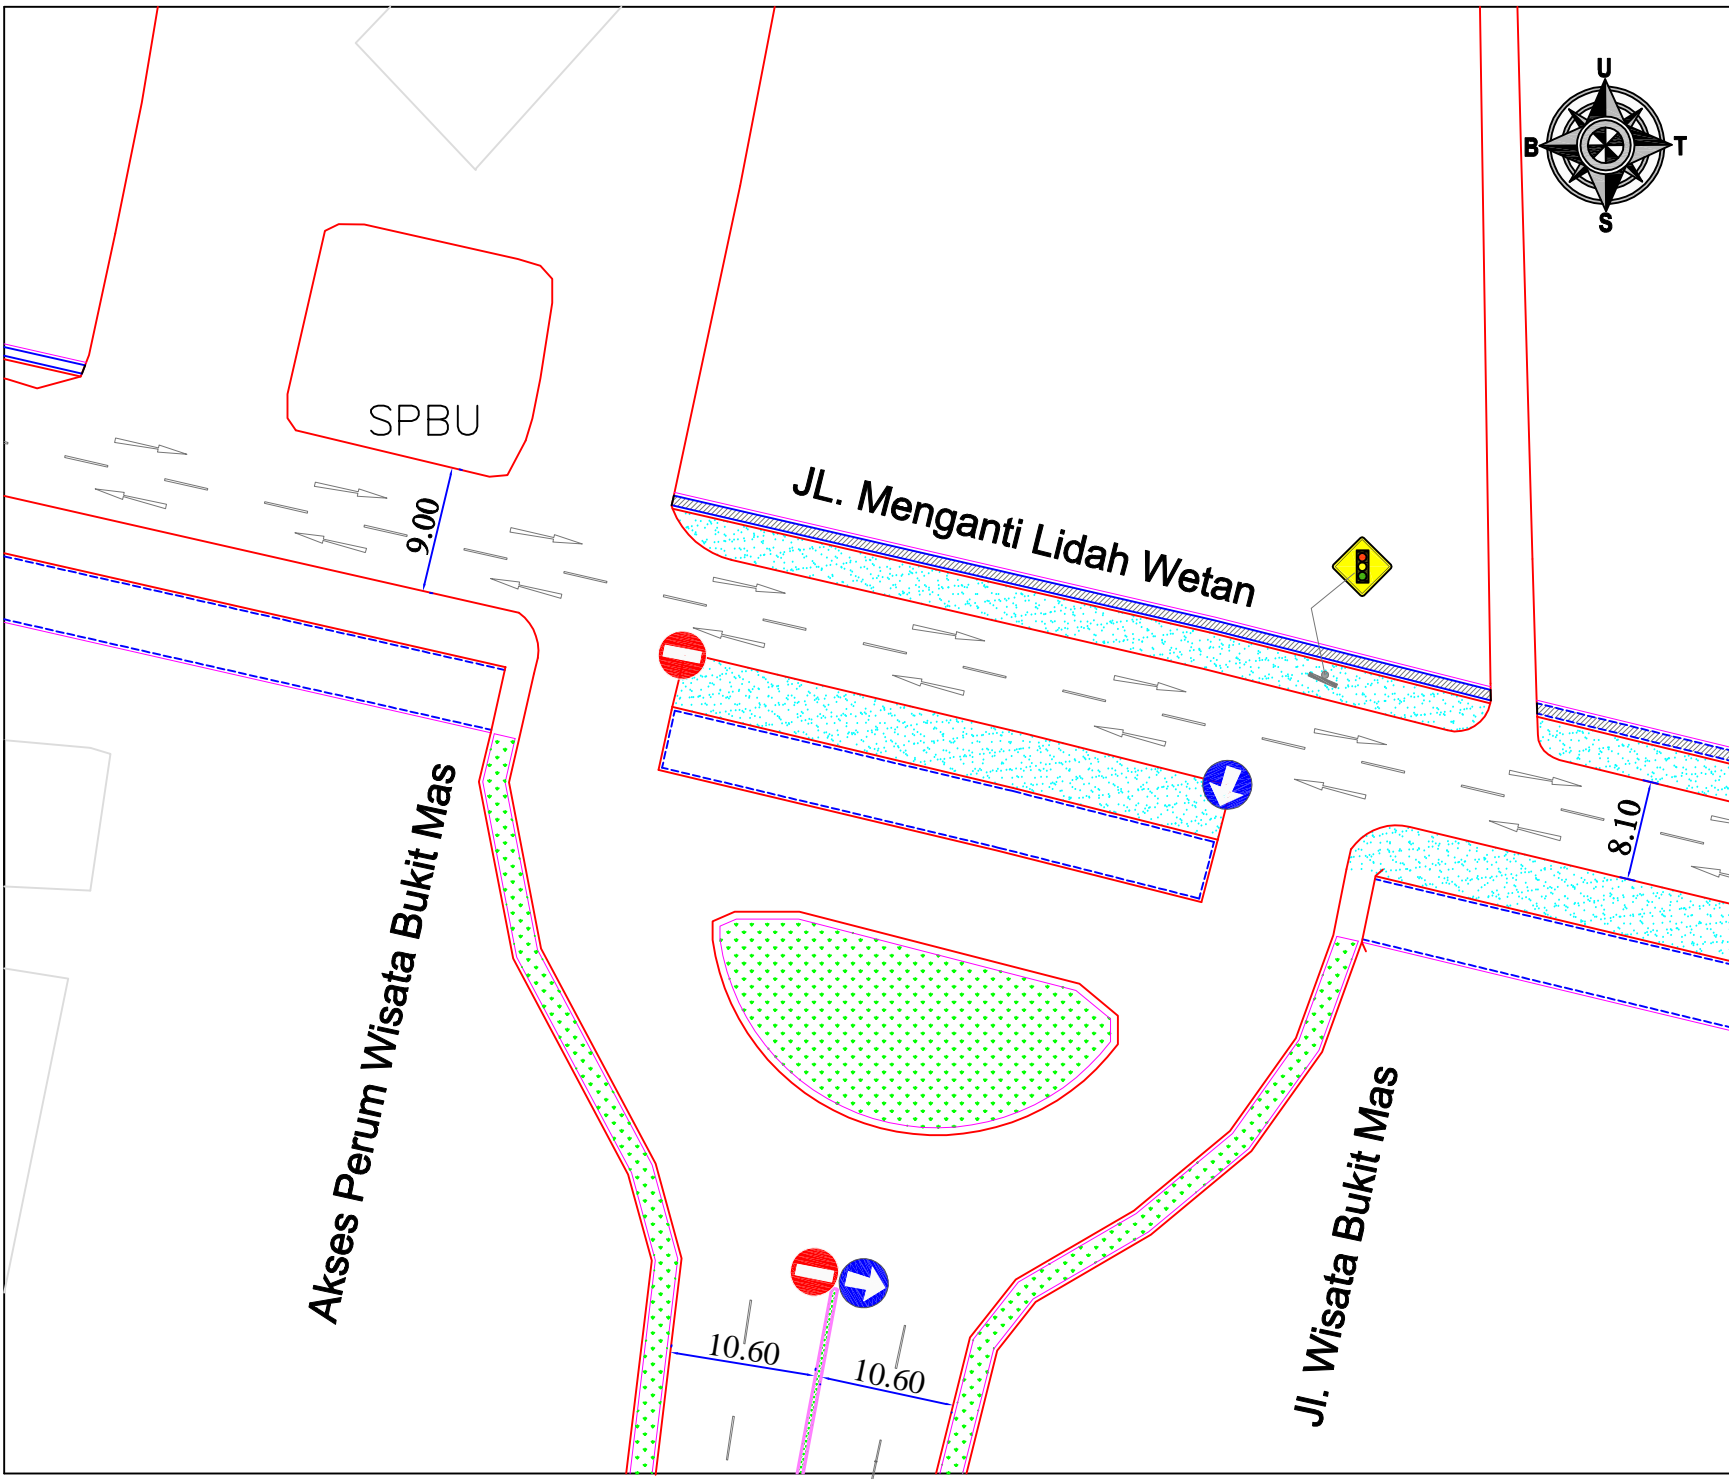 U
B
T
S
SPBU
9.00
JL. Menganti Lidah Wetan
8.10
Akses Perum Wisata Bukit Mas
Jl. Wisata Bukit Mas
10.60
10.60